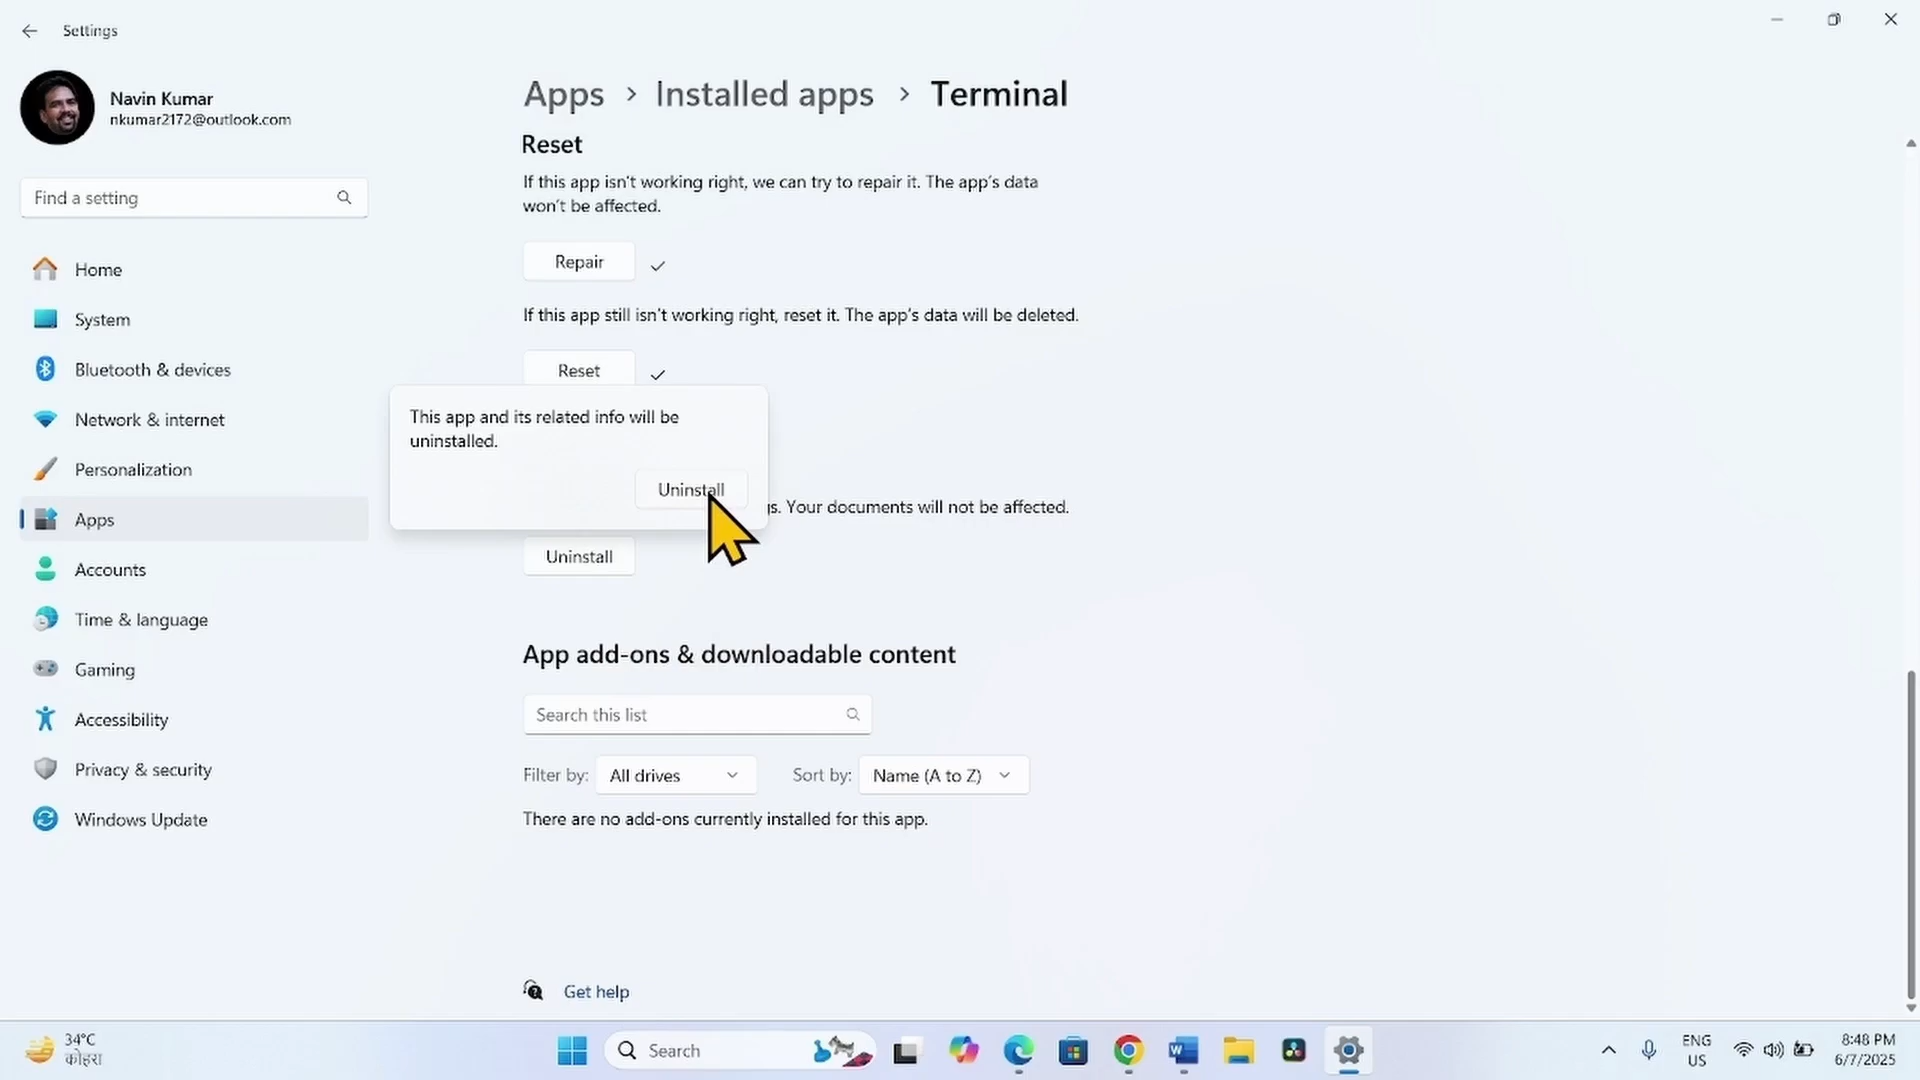 Settings
Navin Kumar
nkumar2172@outlook.com
Find a setting
Home
System
Bluetooth & devices
Network & internet
Personalization
Apps
Accounts
Time & language
Gaming
Accessibility
Privacy & security
Windows Update
Apps > Installed apps > Terminal
Reset
If this app isn't working right, we can try to repair it. The app's data
won't be affected.
Repair
If this app still isn't working right, reset it. The app's data will be deleted.
Reset
This app and its related info will be
uninstalled.
Uninstall
gs. Your documents will not be affected.
Uninstall
App add-ons & downloadable content
Search this list
Filter by: All drives Sort by: Name (A to Z)
There are no add-ons currently installed for this app.
Get help
34°C
कोहरा
Search
ENG
US
8:48 PM
6/7/2025